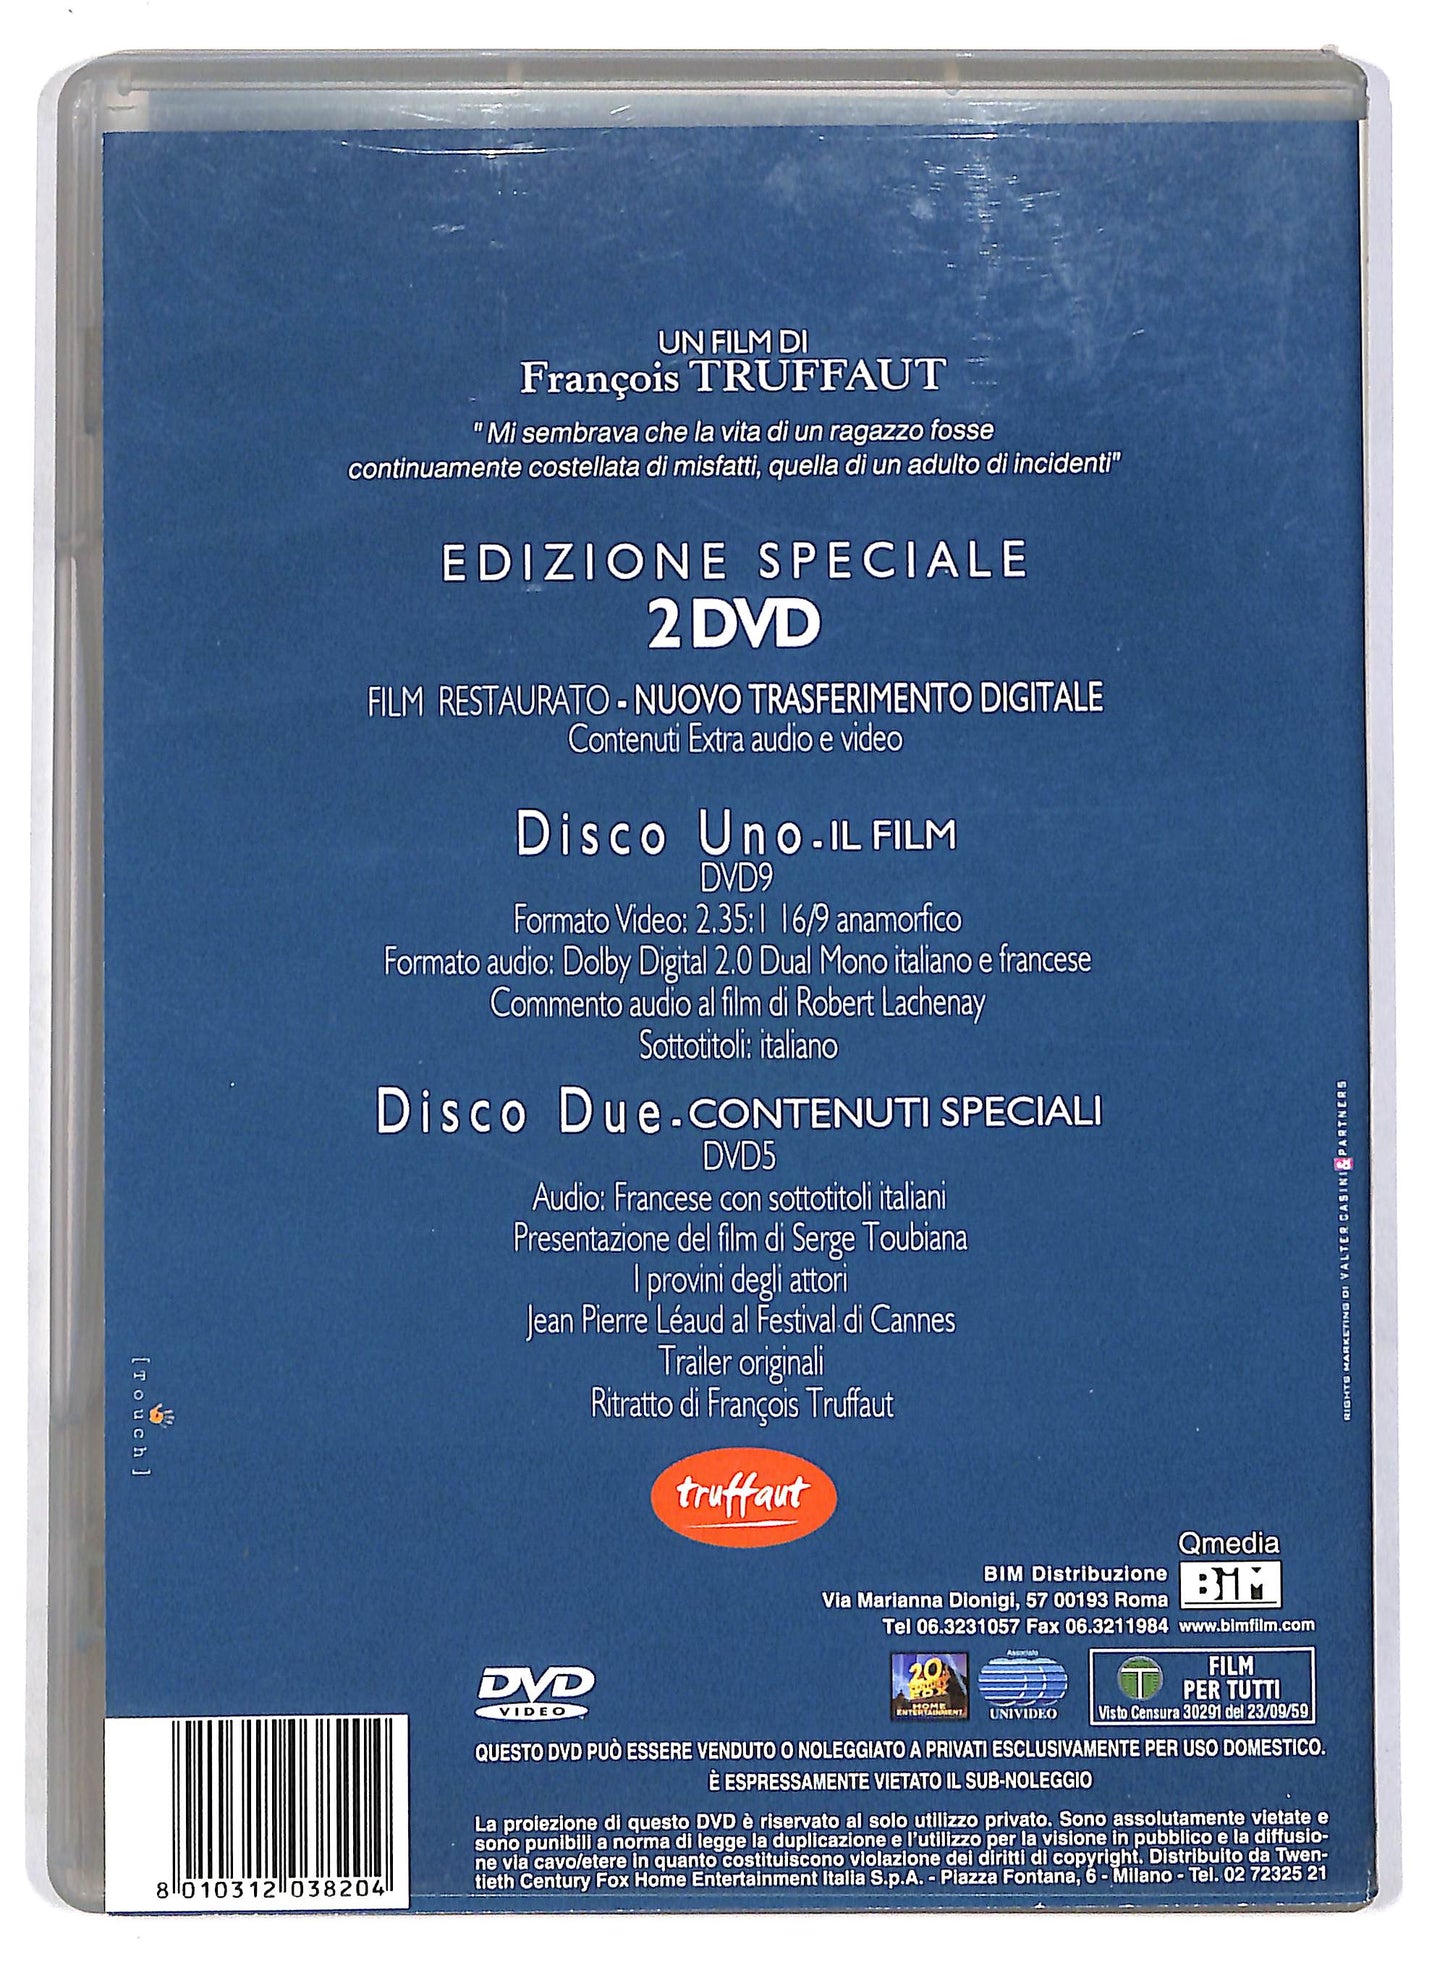 UN FILM DI
François TRUFFAUT
"Mi sembrava che la vita di un ragazzo fosse
continuamente costellata di misfatti, quella di un adulto di incidenti"
EDIZIONE SPECIALE
2 DVD
FILM RESTAURATO - NUOVO TRASFERIMENTO DIGITALE
Contenuti Extra audio e video
Disco Uno - IL FILM
DVD9
Formato Video: 2.35:1 16/9 anamorfico
Formato audio: Dolby Digital 2.0 Dual Mono italiano e francese
Commento audio al film di Robert Lachenay
Sottotitoli: italiano
Disco Due - CONTENUTI SPECIALI
DVD5
Audio: Francese con sottotitoli italiani
Presentazione del film di Serge Toubiana
I provini degli attori
Jean Pierre Léaud al Festival di Cannes
Trailer originali
Ritratto di François Truffaut
RIGHTS MARKETING DI VALTER CASINI & PARTNERS
[Touch]
truffaut
Qmedia
BIM Distribuzione
BIM
Via Marianna Dionigi, 57 00193 Roma
Tel 06.3231057 Fax 06.3211984 www.bimfilm.com
DVD
VIDEO
20th
CENTURY
FOX
HOME
ENTERTAINMENT
Associato
UNIVIDEO
T
FILM
PER TUTTI
Visto Censura 30291 del 23/09/59
QUESTO DVD PUÒ ESSERE VENDUTO O NOLEGGIATO A PRIVATI ESCLUSIVAMENTE PER USO DOMESTICO.
È ESPRESSAMENTE VIETATO IL SUB-NOLEGGIO
La proiezione di questo DVD è riservato al solo utilizzo privato. Sono assolutamente vietate e
sono punibili a norma di legge la duplicazione e l'utilizzo per la visione in pubblico e la diffusio-
ne via cavo/etere in quanto costituiscono violazione dei diritti di copyright. Distribuito da Twen-
tieth Century Fox Home Entertainment Italia S.p.A. - Piazza Fontana, 6 - Milano - Tel. 02 72325 21
8 010312 038204